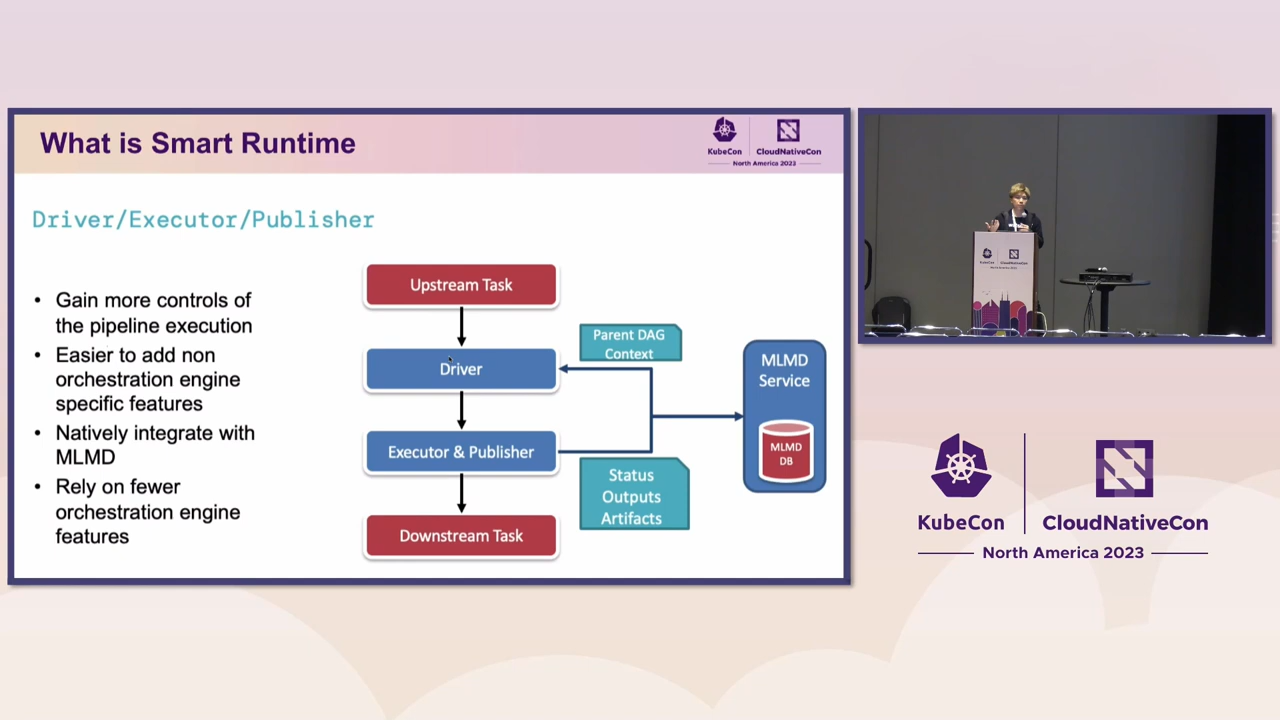 What is Smart Runtime
KubeCon
CloudNativeCon
North America 2023
Driver/Executor/Publisher
• Gain more controls of
the pipeline execution
• Easier to add non
orchestration engine
specific features
• Natively integrate with
MLMD
• Rely on fewer
orchestration engine
features
Upstream Task
Driver
Executor & Publisher
Downstream Task
Parent DAG
Context
Status
Outputs
Artifacts
MLMD
Service
MLMD
DB
KubeCon
CloudNativeCon
North America 2023